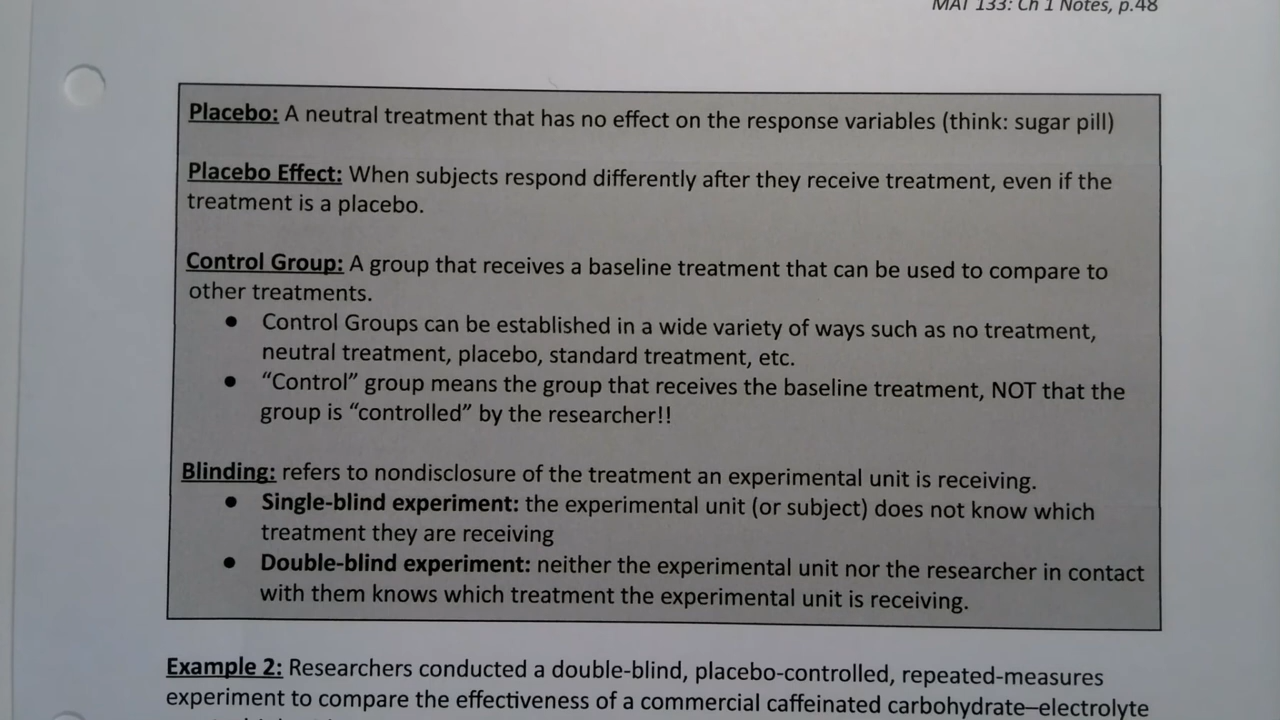 MAT 133: Ch 1 Notes, p.48
Placebo: A neutral treatment that has no effect on the response variables (think: sugar pill)
Placebo Effect: When subjects respond differently after they receive treatment, even if the
treatment is a placebo.
Control Group: A group that receives a baseline treatment that can be used to compare to
other treatments.
● Control Groups can be established in a wide variety of ways such as no treatment,
neutral treatment, placebo, standard treatment, etc.
● “Control” group means the group that receives the baseline treatment, NOT that the
group is “controlled” by the researcher!!
Blinding: refers to nondisclosure of the treatment an experimental unit is receiving.
● Single-blind experiment: the experimental unit (or subject) does not know which
treatment they are receiving
● Double-blind experiment: neither the experimental unit nor the researcher in contact
with them knows which treatment the experimental unit is receiving.
Example 2: Researchers conducted a double-blind, placebo-controlled, repeated-measures
experiment to compare the effectiveness of a commercial caffeinated carbohydrate–electrolyte